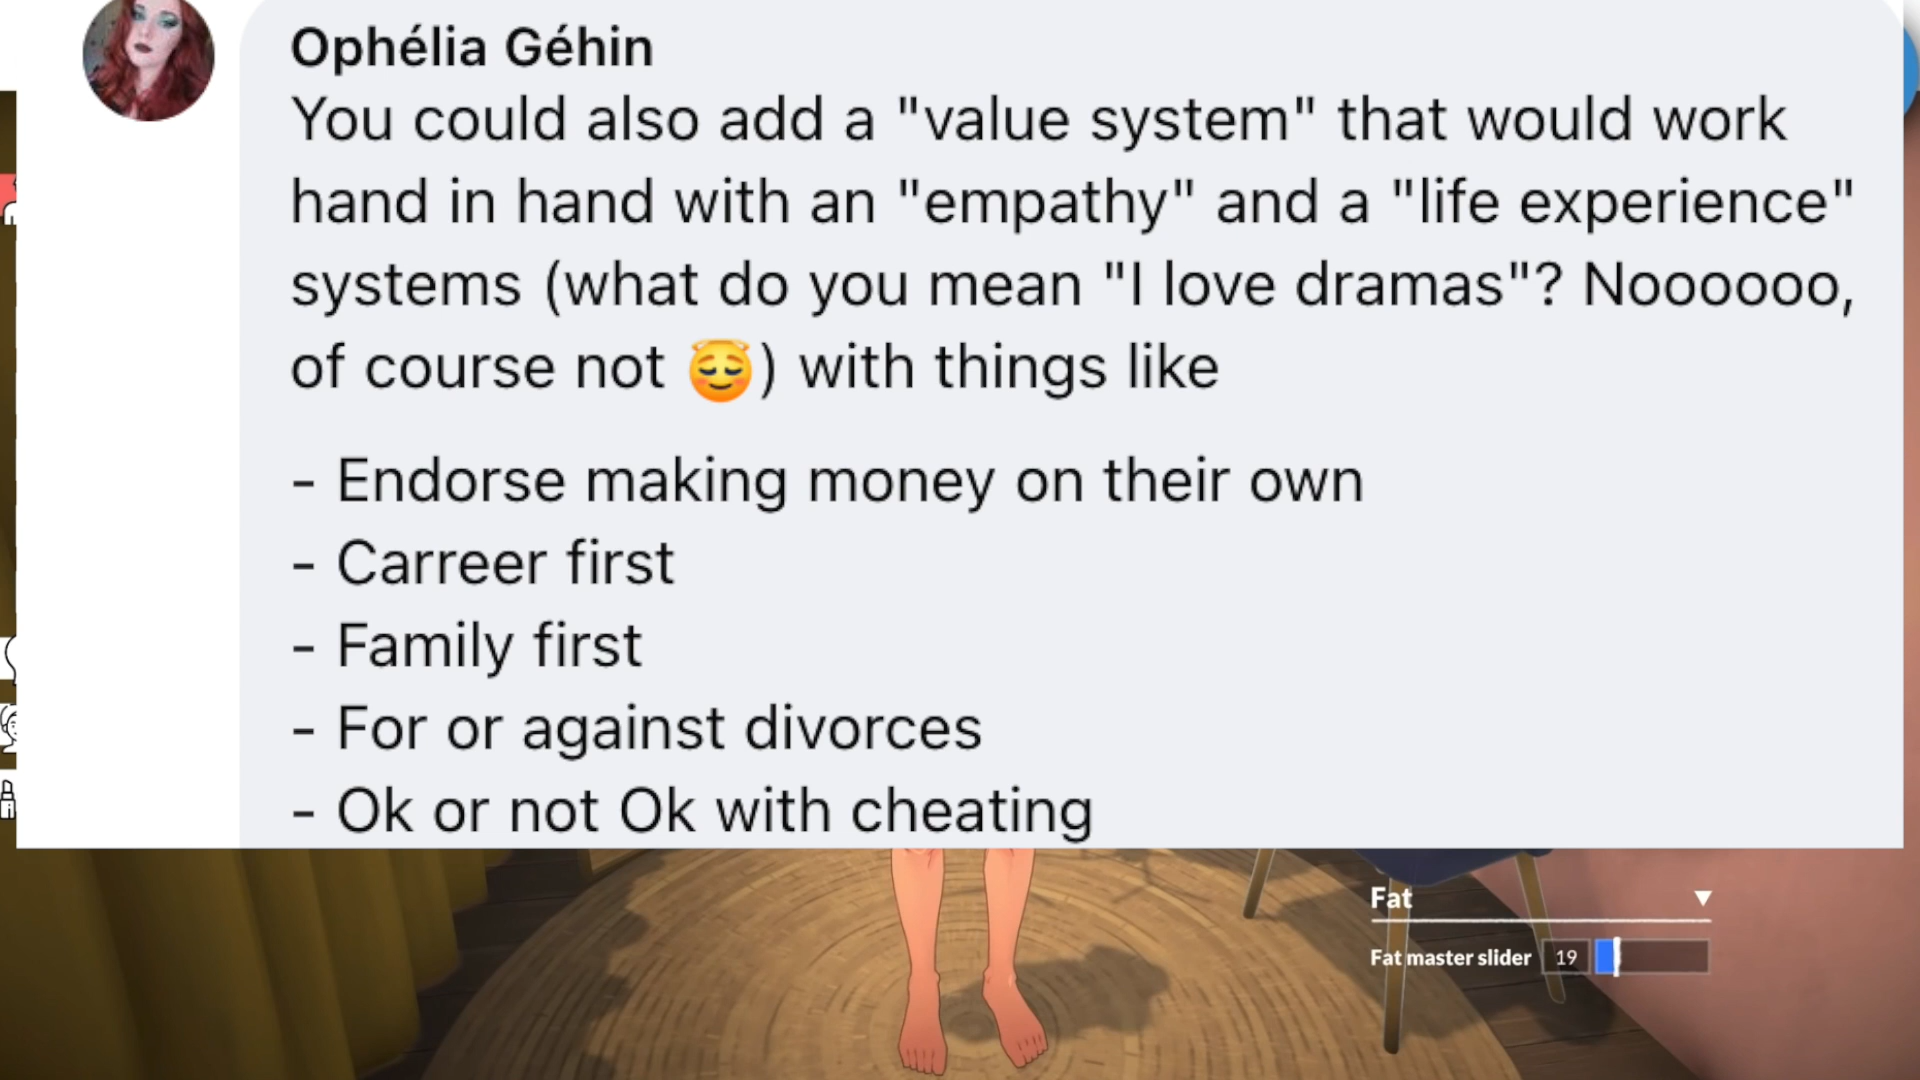 Ophélia Géhin
You could also add a "value system" that would work
hand in hand with an "empathy" and a "life experience"
systems (what do you mean "I love dramas"? Noooooo,
of course not 😇) with things like
- Endorse making money on their own
- Carreer first
- Family first
- For or against divorces
- Ok or not Ok with cheating
Fat
Fat master slider 19